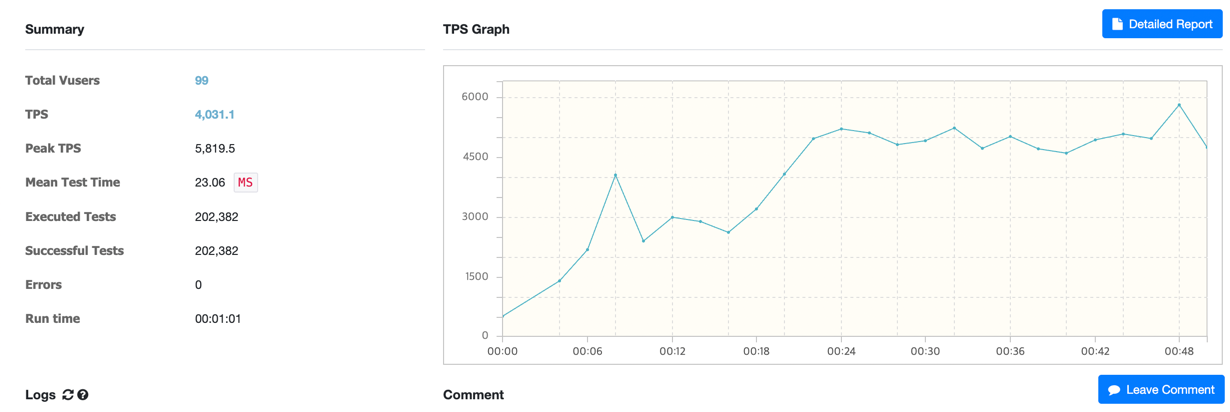 Summary
Total Vusers 99
TPS 4,031.1
Peak TPS 5,819.5
Mean Test Time 23.06 MS
Executed Tests 202,382
Successful Tests 202,382
Errors 0
Run time 00:01:01
Logs
TPS Graph
Detailed Report
6000
4500
3000
1500
0
00:00 00:06 00:12 00:18 00:24 00:30 00:36 00:42 00:48
Comment
Leave Comment